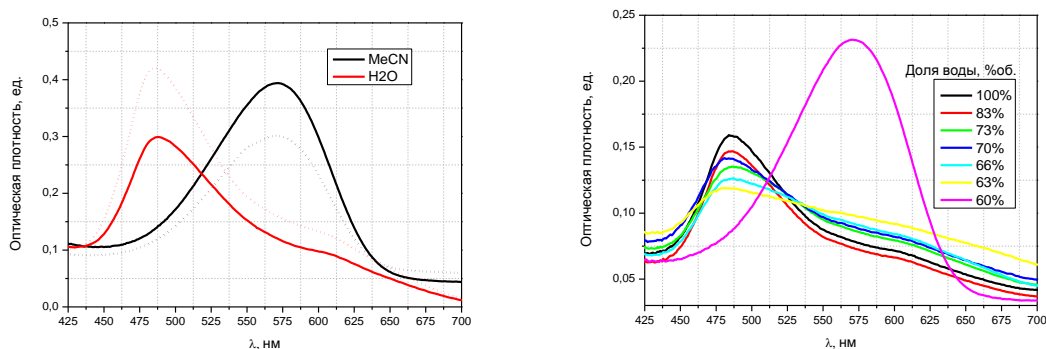 0,5
0,4
0,3
0,2
0,1
0,0
Оптическая пплотность, ед.
MeCN
H2O
425 450 475 500 525 550 575 600 625 650 675 700
λ, нм
0,25
0,20
0,15
0,10
0,05
Оптическая плотность, ед.
Доля воды, %об.
100%
83%
73%
70%
66%
63%
60%
425 450 475 500 525 550 575 600 625 650 675 700
λ, нм